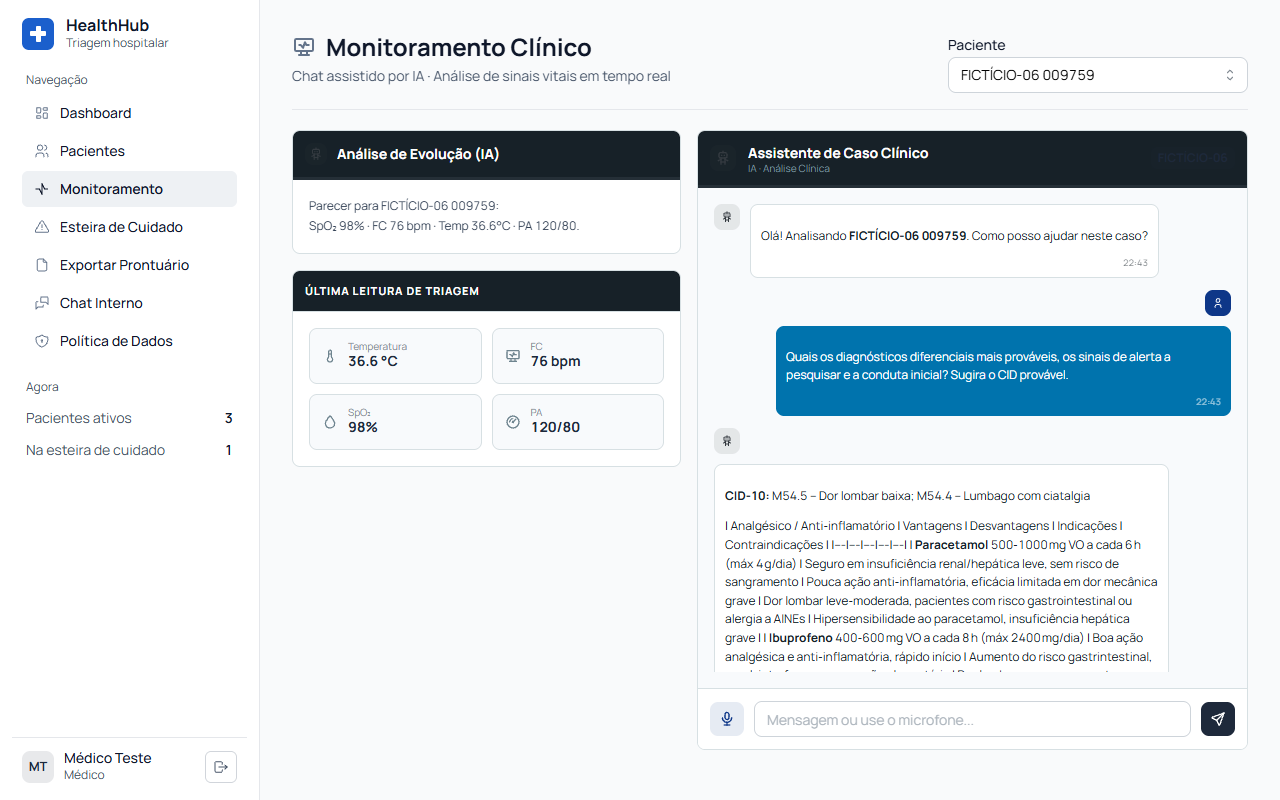 HealthHub
Triagem hospitalar
Navegação
Dashboard
Pacientes
Monitoramento
Esteira de Cuidado
Exportar Prontuário
Chat Interno
Política de Dados
Agora
Pacientes ativos 3
Na esteira de cuidado 1
MT
Médico Teste
Médico
Monitoramento Clínico
Chat assistido por IA · Análise de sinais vitais em tempo real
Paciente
FICTÍCIO-06 009759
Análise de Evolução (IA)
Parecer para FICTÍCIO-06 009759:
SpO₂ 98% · FC 76 bpm · Temp 36.6°C · PA 120/80.
ÚLTIMA LEITURA DE TRIAGEM
Temperatura
36.6 °C
FC
76 bpm
SpO₂
98%
PA
120/80
Assistente de Caso Clínico
IA · Análise Clínica
FICTÍCIO-06
Olá! Analisando FICTÍCIO-06 009759. Como posso ajudar neste caso?
22:43
Quais os diagnósticos diferenciais mais prováveis, os sinais de alerta a
pesquisar e a conduta inicial? Sugira o CID provável.
22:43
CID-10: M54.5 – Dor lombar baixa; M54.4 – Lumbago com ciatalgia
| Analgésico / Anti-inflamatório | Vantagens | Desvantagens | Indicações |
Contraindicações | |---|---|---|---|---| | Paracetamol 500-1000 mg VO a cada 6 h
(máx 4 g/dia) | Seguro em insuficiência renal/hepática leve, sem risco de
sangramento | Pouca ação anti-inflamatória, eficácia limitada em dor mecânica
grave | Dor lombar leve-moderada, pacientes com risco gastrointestinal ou
alergia a AINEs | Hipersensibilidade ao paracetamol, insuficiência hepática
grave | | Ibuprofeno 400-600 mg VO a cada 8 h (máx 2400 mg/dia) | Boa ação
analgésica e anti-inflamatória, rápido início | Aumento do risco gastrintestinal,
Mensagem ou use o microfone...